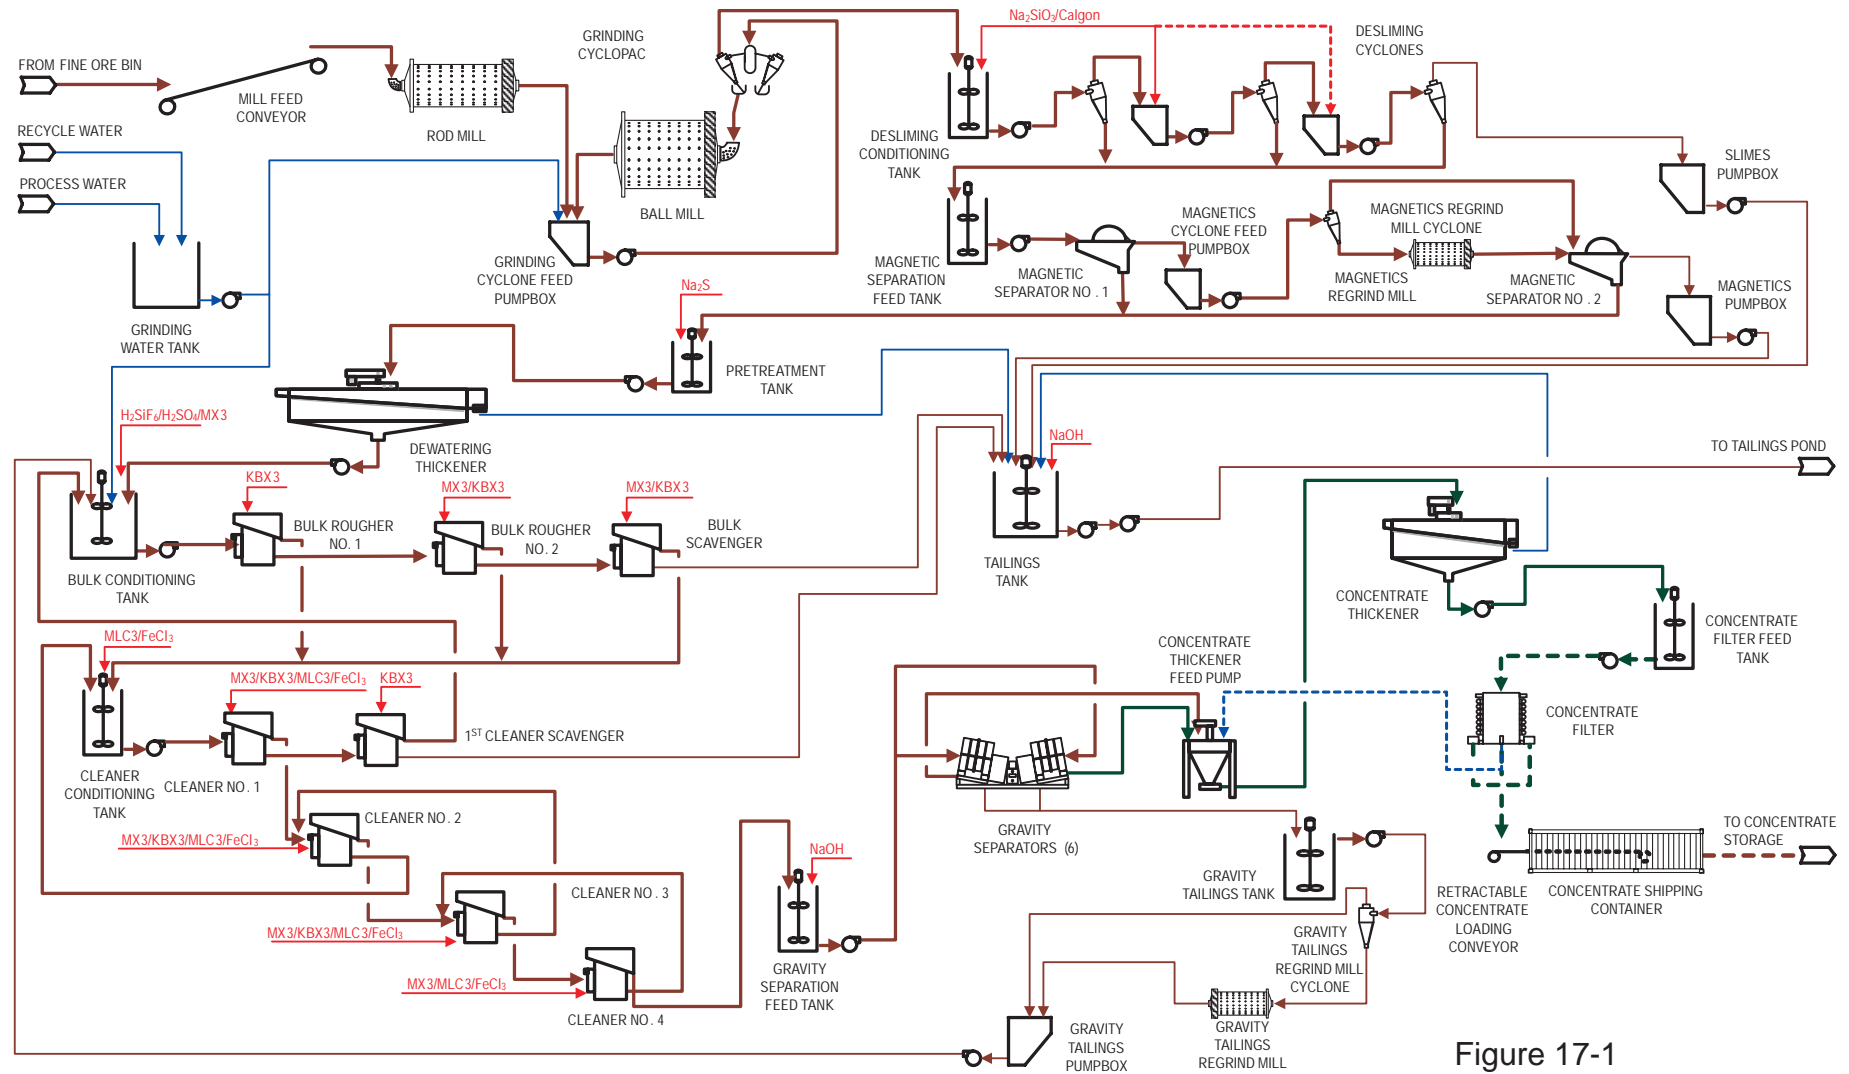 FROM FINE ORE BIN
MILL FEED
CONVEYOR
RECYCLE WATER
PROCESS WATER
GRINDING
WATER TANK
ROD MILL
GRINDING
CYCLOPAC
BALL MILL
GRINDING
CYCLONE FEED
PUMPBOX
Na2SiO3/Calgon
DESLIMING
CYCLONES
DESLIMING
CONDITIONING
TANK
SLIMES
PUMPBOX
MAGNETIC
SEPARATION
FEED TANK
MAGNETIC
SEPARATOR NO . 1
MAGNETICS
CYCLONE FEED
PUMPBOX
MAGNETICS REGRIND
MILL CYCLONE
MAGNETICS
REGRIND MILL
MAGNETIC
SEPARATOR NO . 2
MAGNETICS
PUMPBOX
Na2S
PRETREATMENT
TANK
DEWATERING
THICKENER
H2SiF6/H2SO4/MX3
KBX3
MX3/KBX3
MX3/KBX3
BULK ROUGHER
NO. 1
BULK ROUGHER
NO. 2
BULK
SCAVENGER
BULK CONDITIONING
TANK
NaOH
TAILINGS
TANK
TO TAILINGS POND
CONCENTRATE
THICKENER
CONCENTRATE
FILTER FEED
TANK
CONCENTRATE
THICKENER
FEED PUMP
CONCENTRATE
FILTER
MLC3/FeCl3
MX3/KBX3/MLC3/FeCl3
KBX3
1ST CLEANER SCAVENGER
CLEANER
CONDITIONING
TANK
CLEANER NO . 1
CLEANER NO . 2
MX3/KBX3/MLC3/FeCl3
CLEANER NO . 3
MX3/KBX3/MLC3/FeCl3
MX3/MLC3/FeCl3
CLEANER NO . 4
NaOH
GRAVITY
SEPARATION
FEED TANK
GRAVITY
SEPARATORS (6)
GRAVITY
TAILINGS TANK
GRAVITY
TAILINGS
REGRIND MILL
CYCLONE
GRAVITY
TAILINGS
REGRIND MILL
GRAVITY
TAILINGS
PUMPBOX
RETRACTABLE
CONCENTRATE
LOADING
CONVEYOR
CONCENTRATE SHIPPING
CONTAINER
TO CONCENTRATE
STORAGE
Figure 17-1